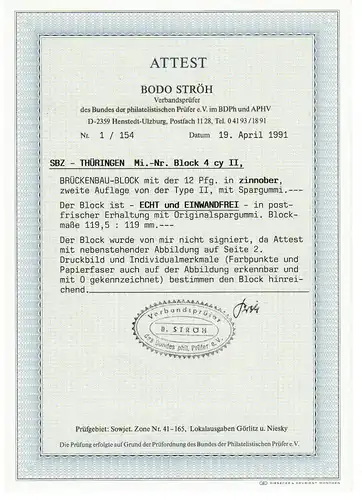 ATTEST
BODO STRÖH
Verbandsprüfer
des Bundes der philatelistischen Prüfer e.V. im BDPh und APHV
D-2359 Henstedt-Ulzburg, Postfach 1128, Tel. 0 41 93 / 18 91
Nr. 1 / 154 Datum 19. April 1991
SBZ - THÜRINGEN Mi.-Nr. Block 4 cy II,
BRÜCKENBAU-BLOCK mit der 12 Pfg. in zinnober,
zweite Auflage von der Type II, mit Spargummi.---
Der Block ist - ECHT und EINWANDFREI - in post-
frischer Erhaltung mit Originalspargummi. Block-
maße 119,5 : 119 mm.---
Der Block wurde von mir nicht signiert, da Attest
mit nebenstehender Abbildung auf Seite 2.
Druckbild und Individualmerkmale (Farbpunkte und
Papierfaser auch auf der Abbildung erkennbar und
mit O gekennzeichnet) bestimmen den Block hinrei-
chend.
Verbandsprüfer
B. STRÖH
des Bundes phil. Prüfer e.V.
Prüfgebiet: Sowjet. Zone Nr. 41-165, Lokalausgaben Görlitz u. Niesky
Die Prüfung erfolgte auf Grund der Prüfordnung des Bundes der Philatelistischen Prüfer e.V.